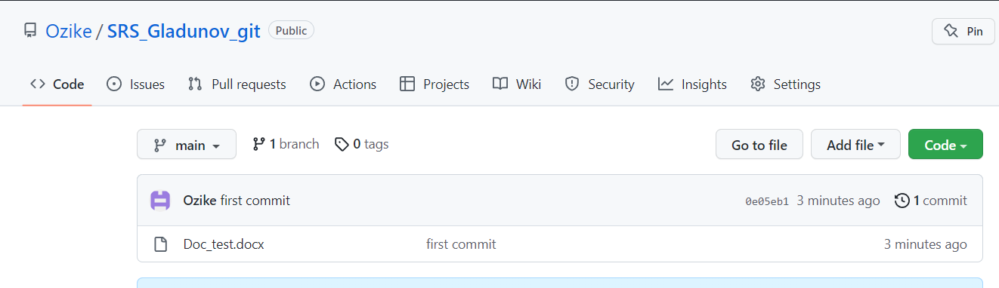 Ozike / SRS_Gladunov_git Public Pin
Code Issues Pull requests Actions Projects Wiki Security Insights Settings
main 1 branch 0 tags Go to file Add file Code
Ozike first commit 0e05eb1 3 minutes ago 1 commit
Doc_test.docx first commit 3 minutes ago